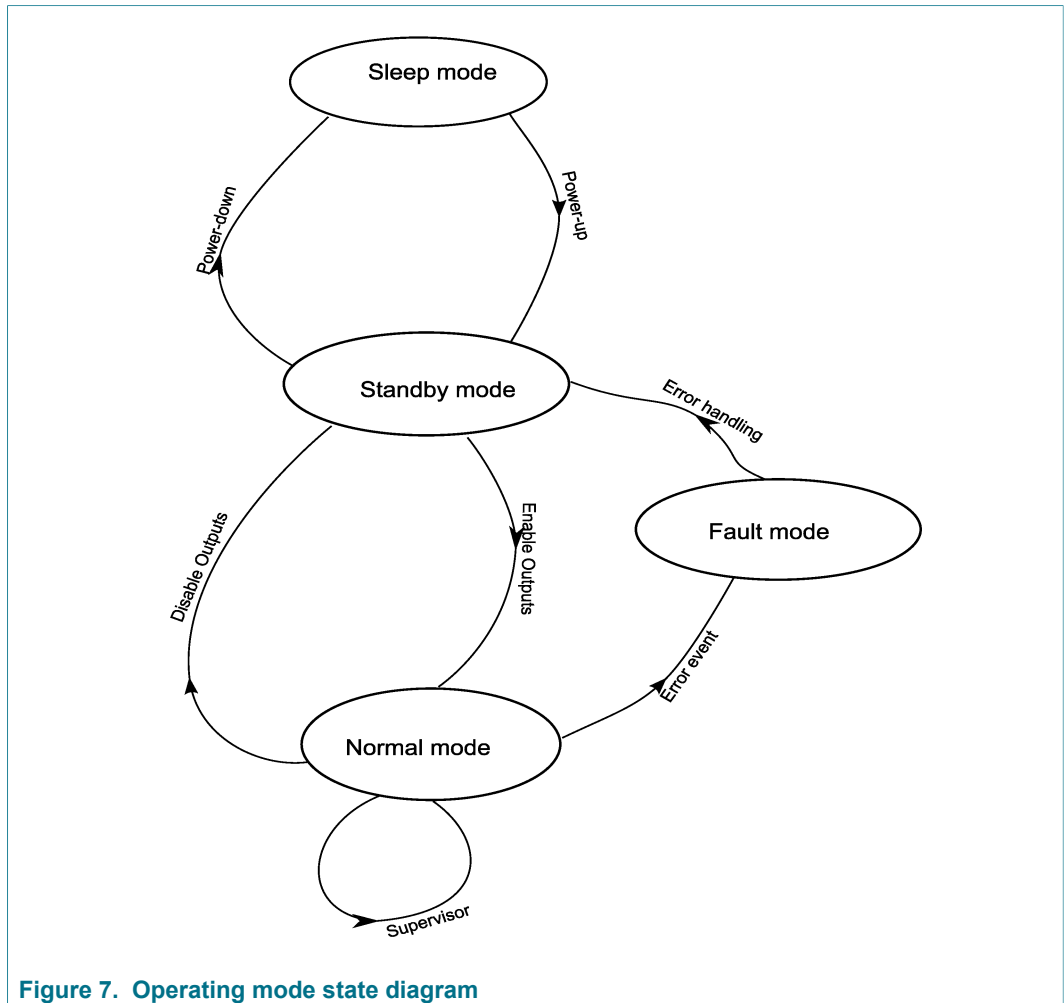 Sleep mode
Power-down
Power-up
Standby mode
Error handling
Disable Outputs
Enable Outputs
Fault mode
Error event
Normal mode
Supervisor
Figure 7. Operating mode state diagram